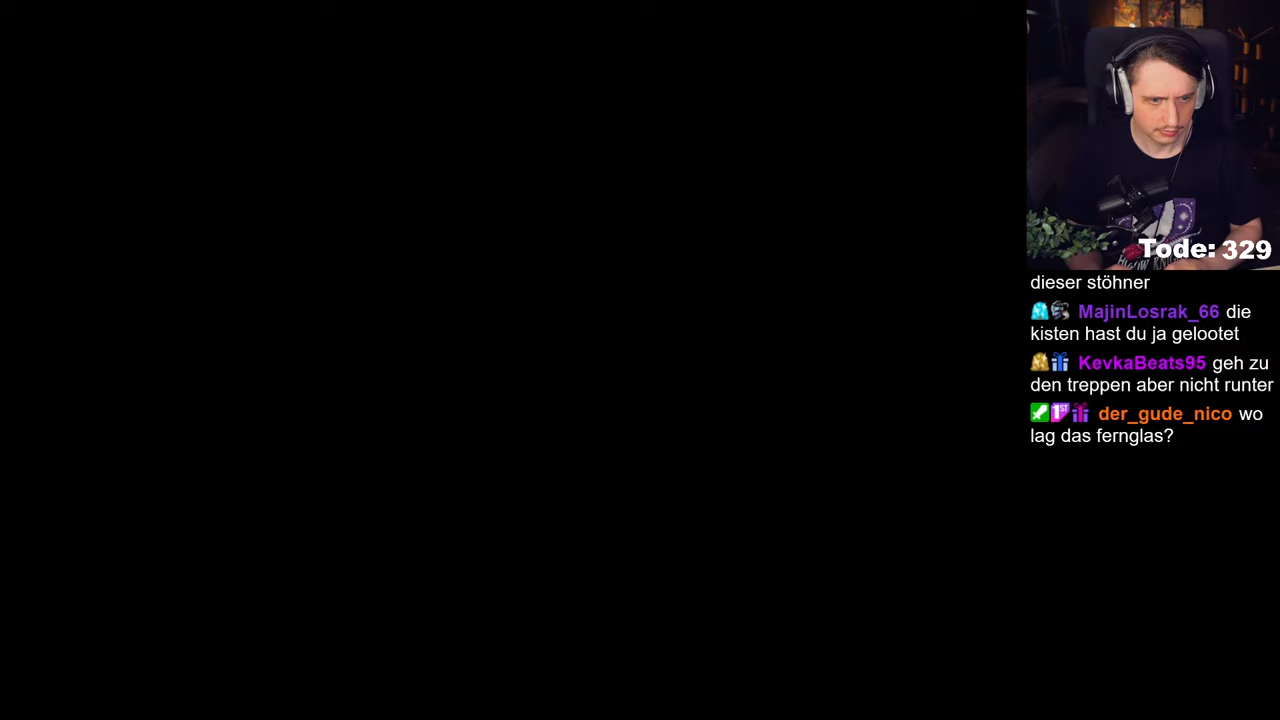 Tode: 329
dieser stöhner
MajinLosrak_66 die
kisten hast du ja gelootet
KevkaBeats95 geh zu
den treppen aber nicht runter
1ST der_gude_nico wo
lag das fernglas?